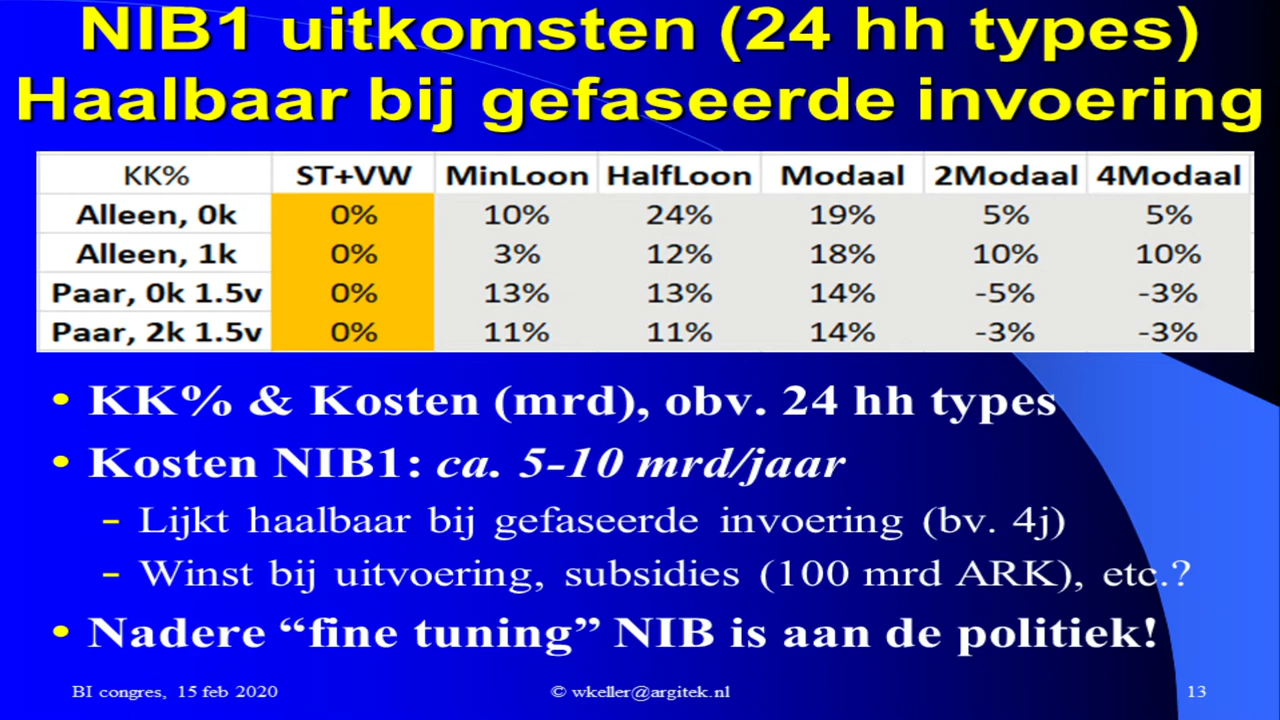 NIB1 uitkomsten (24 hh types)
Haalbaar bij gefaseerde invoering
KK% ST+VW MinLoon HalfLoon Modaal 2Modaal 4Modaal
Alleen, 0k 0% 10% 24% 19% 5% 5%
Alleen, 1k 0% 3% 12% 18% 10% 10%
Paar, 0k 1.5v 0% 13% 13% 14% -5% -3%
Paar, 2k 1.5v 0% 11% 11% 14% -3% -3%
• KK% & Kosten (mrd), obv. 24 hh types
• Kosten NIB1: ca. 5-10 mrd/jaar
– Lijkt haalbaar bij gefaseerde invoering (bv. 4j)
– Winst bij uitvoering, subsidies (100 mrd ARK), etc.?
• Nadere “fine tuning” NIB is aan de politiek!
BI congres, 15 feb 2020 © wkeller@argitek.nl 13